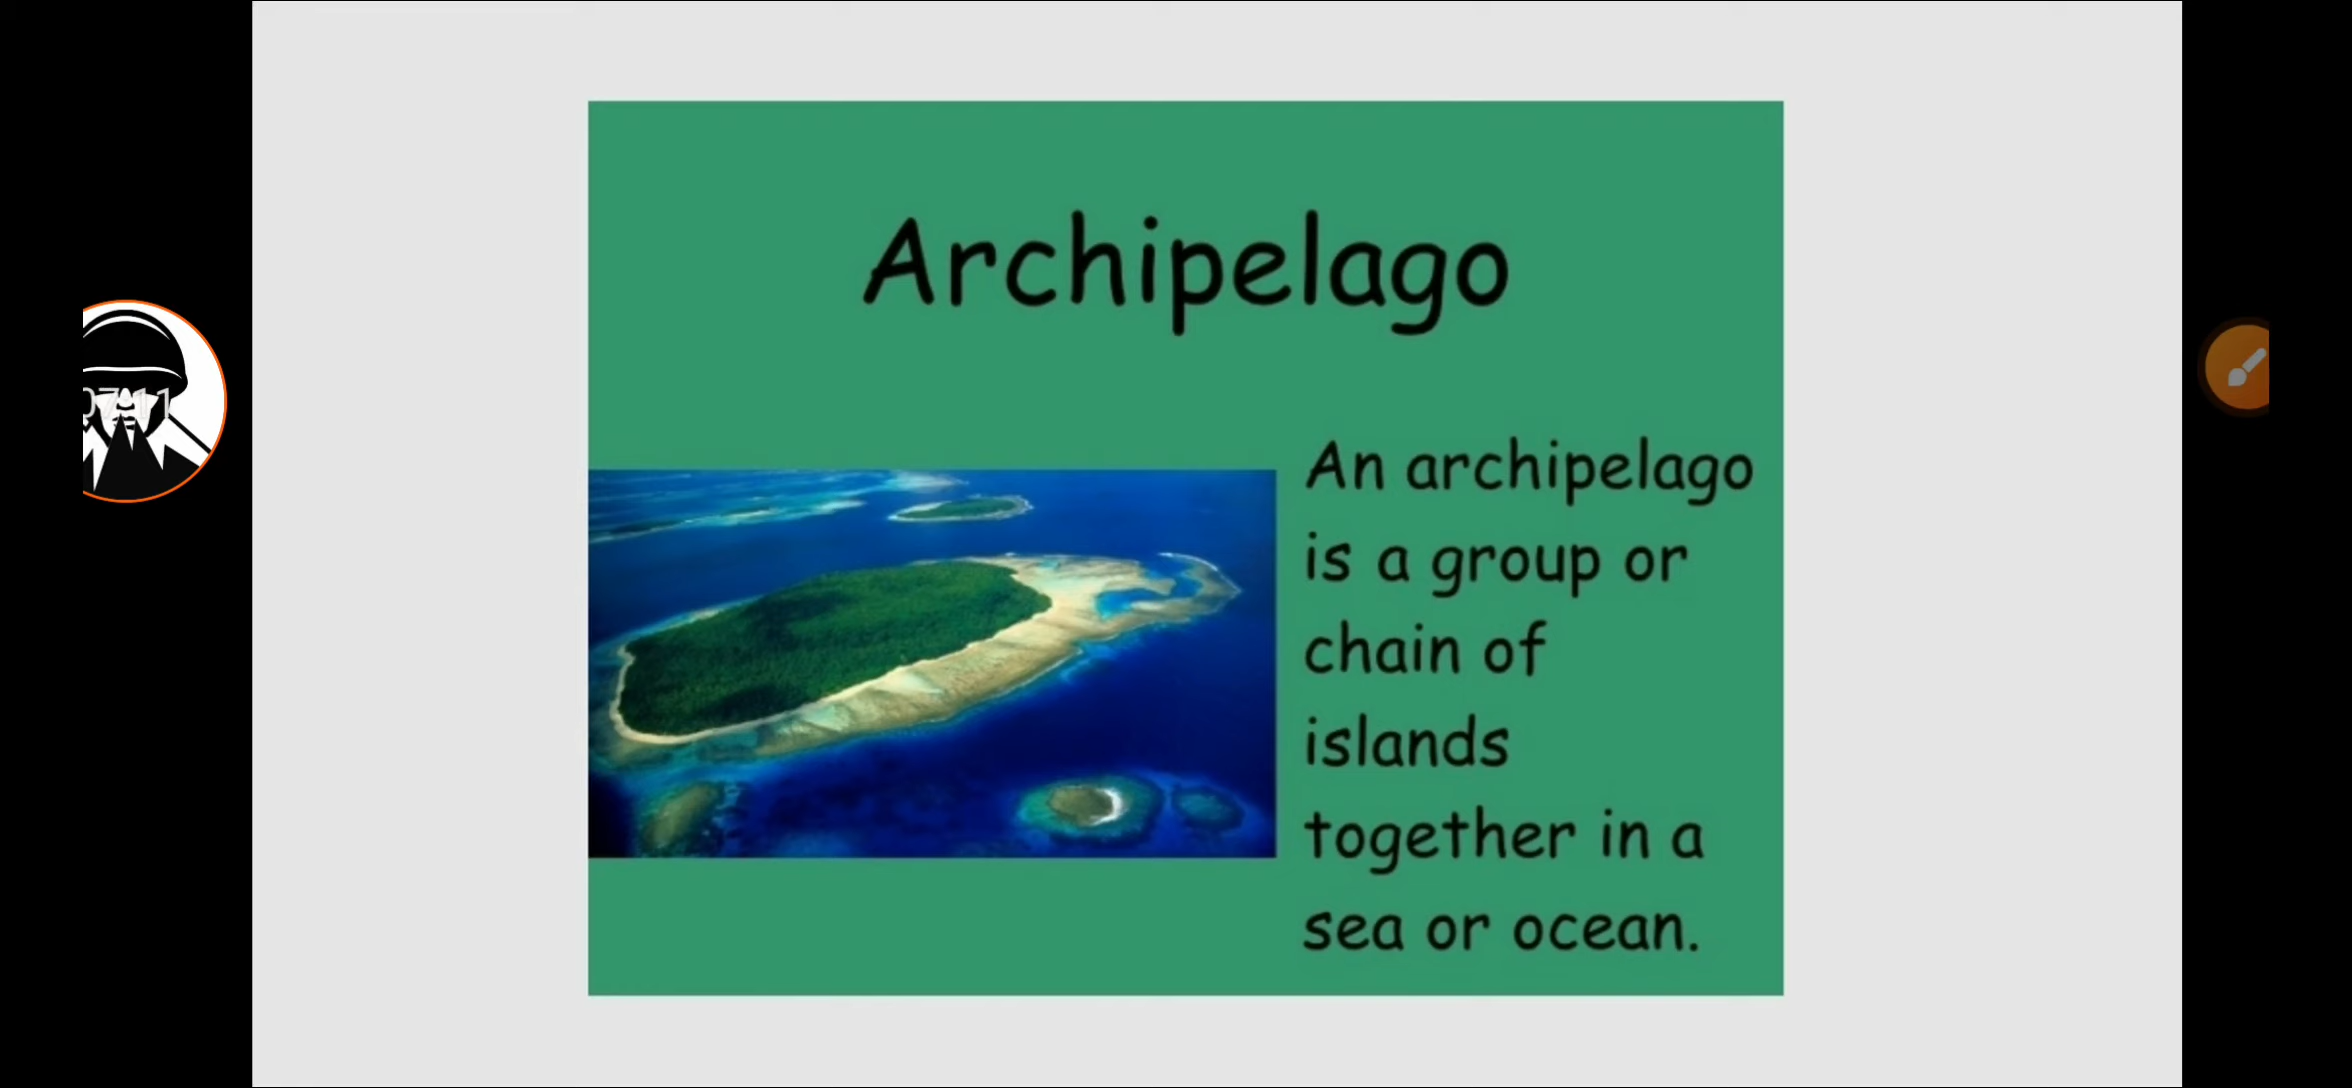 Archipelago
An archipelago
is a group or
chain of
islands
together in a
sea or ocean.